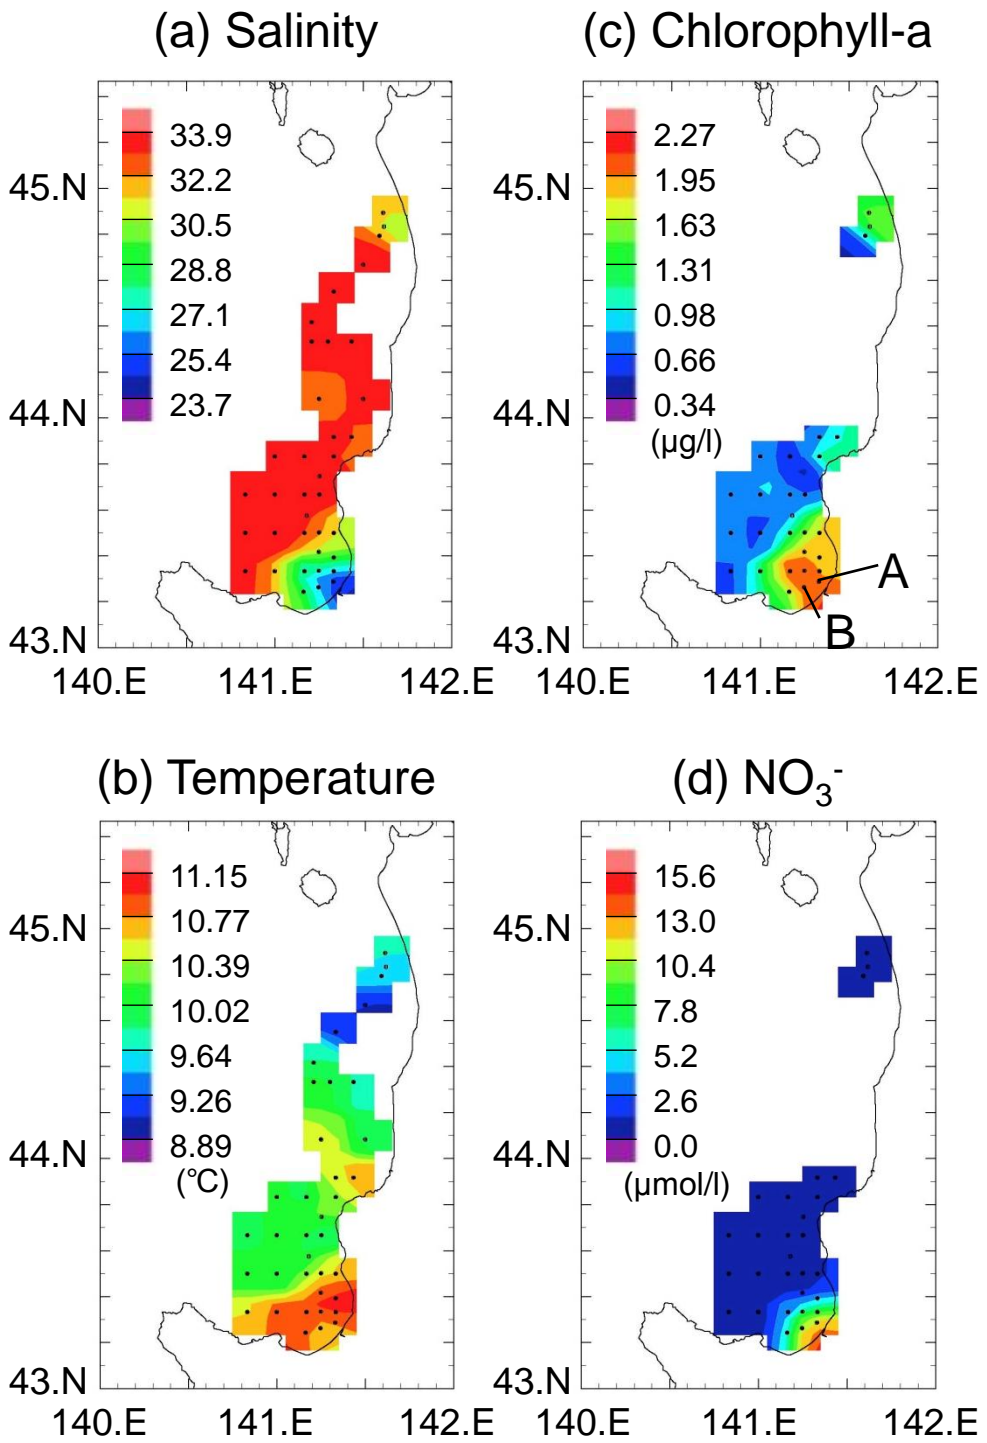 (a) Salinity
33.9
32.2
30.5
28.8
27.1
25.4
23.7
45.N
44.N
43.N
140.E 141.E 142.E
(c) Chlorophyll-a
2.27
1.95
1.63
1.31
0.98
0.66
0.34
(µg/l)
A
B
45.N
44.N
43.N
140.E 141.E 142.E
(b) Temperature
11.15
10.77
10.39
10.02
9.64
9.26
8.89
(°C)
45.N
44.N
43.N
140.E 141.E 142.E
(d) NO₃⁻
15.6
13.0
10.4
7.8
5.2
2.6
0.0
(µmol/l)
45.N
44.N
43.N
140.E 141.E 142.E